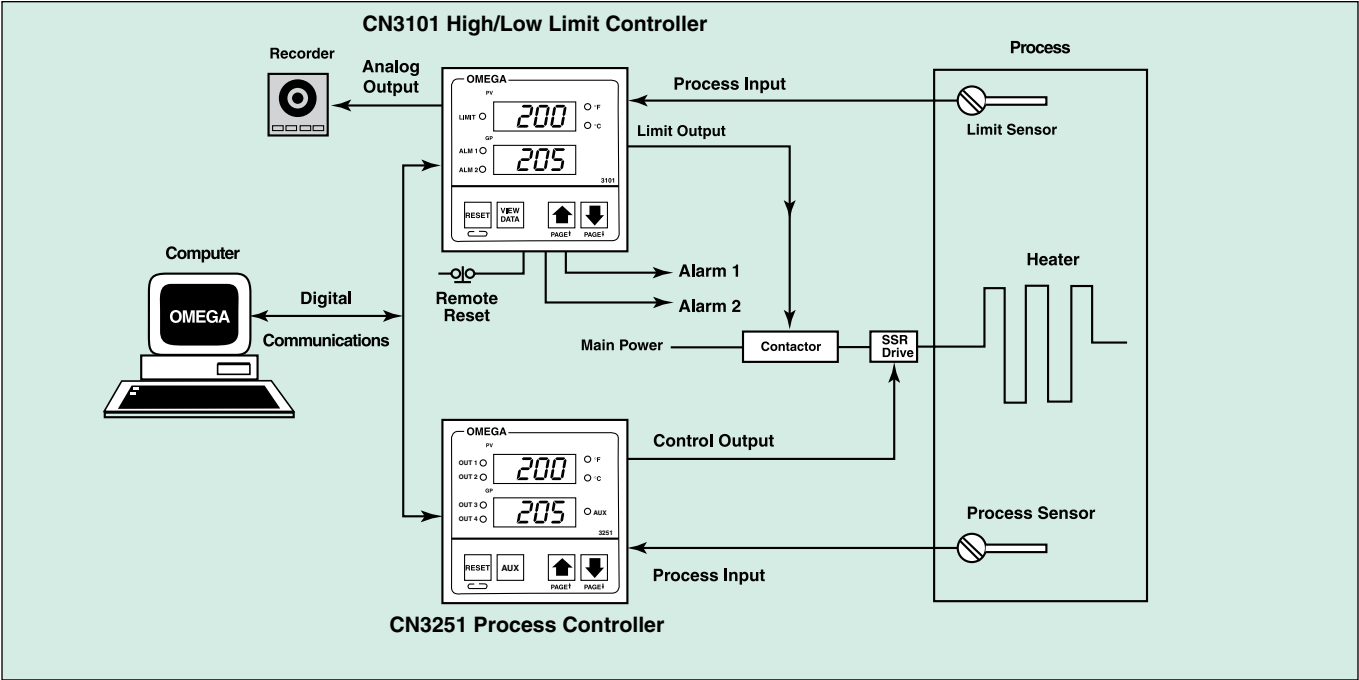 CN3101 High/Low Limit Controller
Recorder
Analog
Output
OMEGA
PV
LIMIT
200
°F
°C
GP
ALM 1
ALM 2
205
3101
RESET
VIEW
DATA
PAGE
PAGE
Process Input
Limit Output
Process
Limit Sensor
Computer
OMEGA
Digital
Communications
Remote
Reset
Alarm 1
Alarm 2
Main Power
Contactor
SSR
Drive
Heater
OMEGA
PV
OUT 1
OUT 2
200
°F
°C
GP
OUT 3
OUT 4
205
AUX
3251
RESET
AUX
PAGE
PAGE
Control Output
Process Input
Process Sensor
CN3251 Process Controller